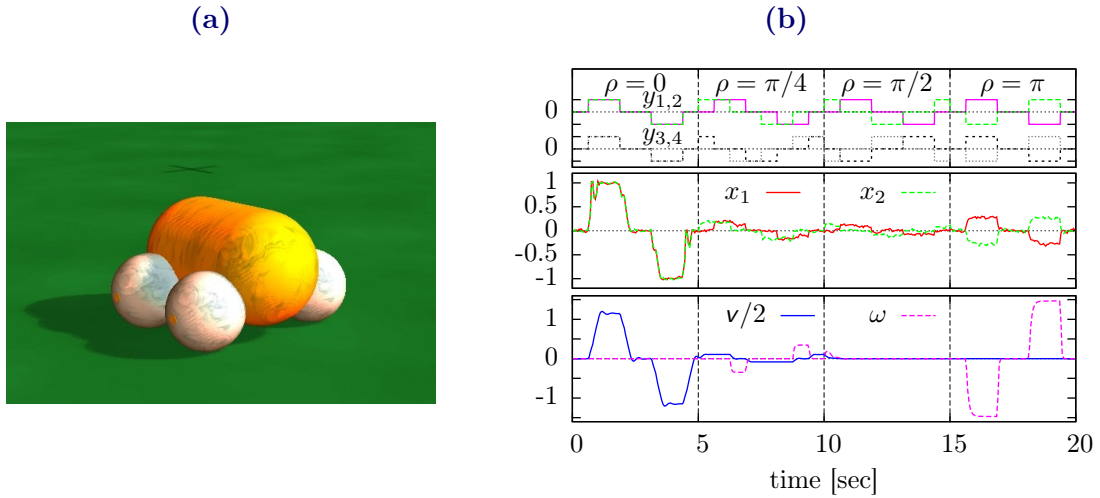 (a)
(b)
ρ=0 ρ = π/4 ρ = π/2 ρ = π
0 y1,2
0 y3,4
x1 x2
1
0.5
0
-0.5
-1
v/2 ω
1
0
-1
0 5 10 15 20
time [sec]